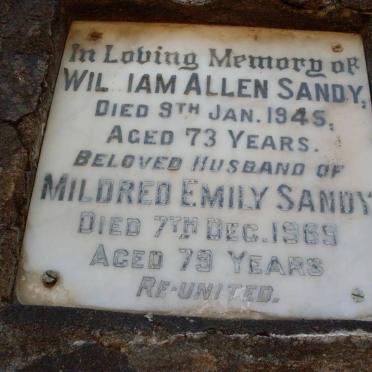 In Loving Memory of
WIL IAM ALLEN SANDY,
DIED 9TH JAN. 1945,
AGED 73 YEARS.
BELOVED HUSBAND OF
MILDRED EMILY SANDY
DIED 7TH DEC. 1969
AGED 79 YEARS
RE-UNITED.